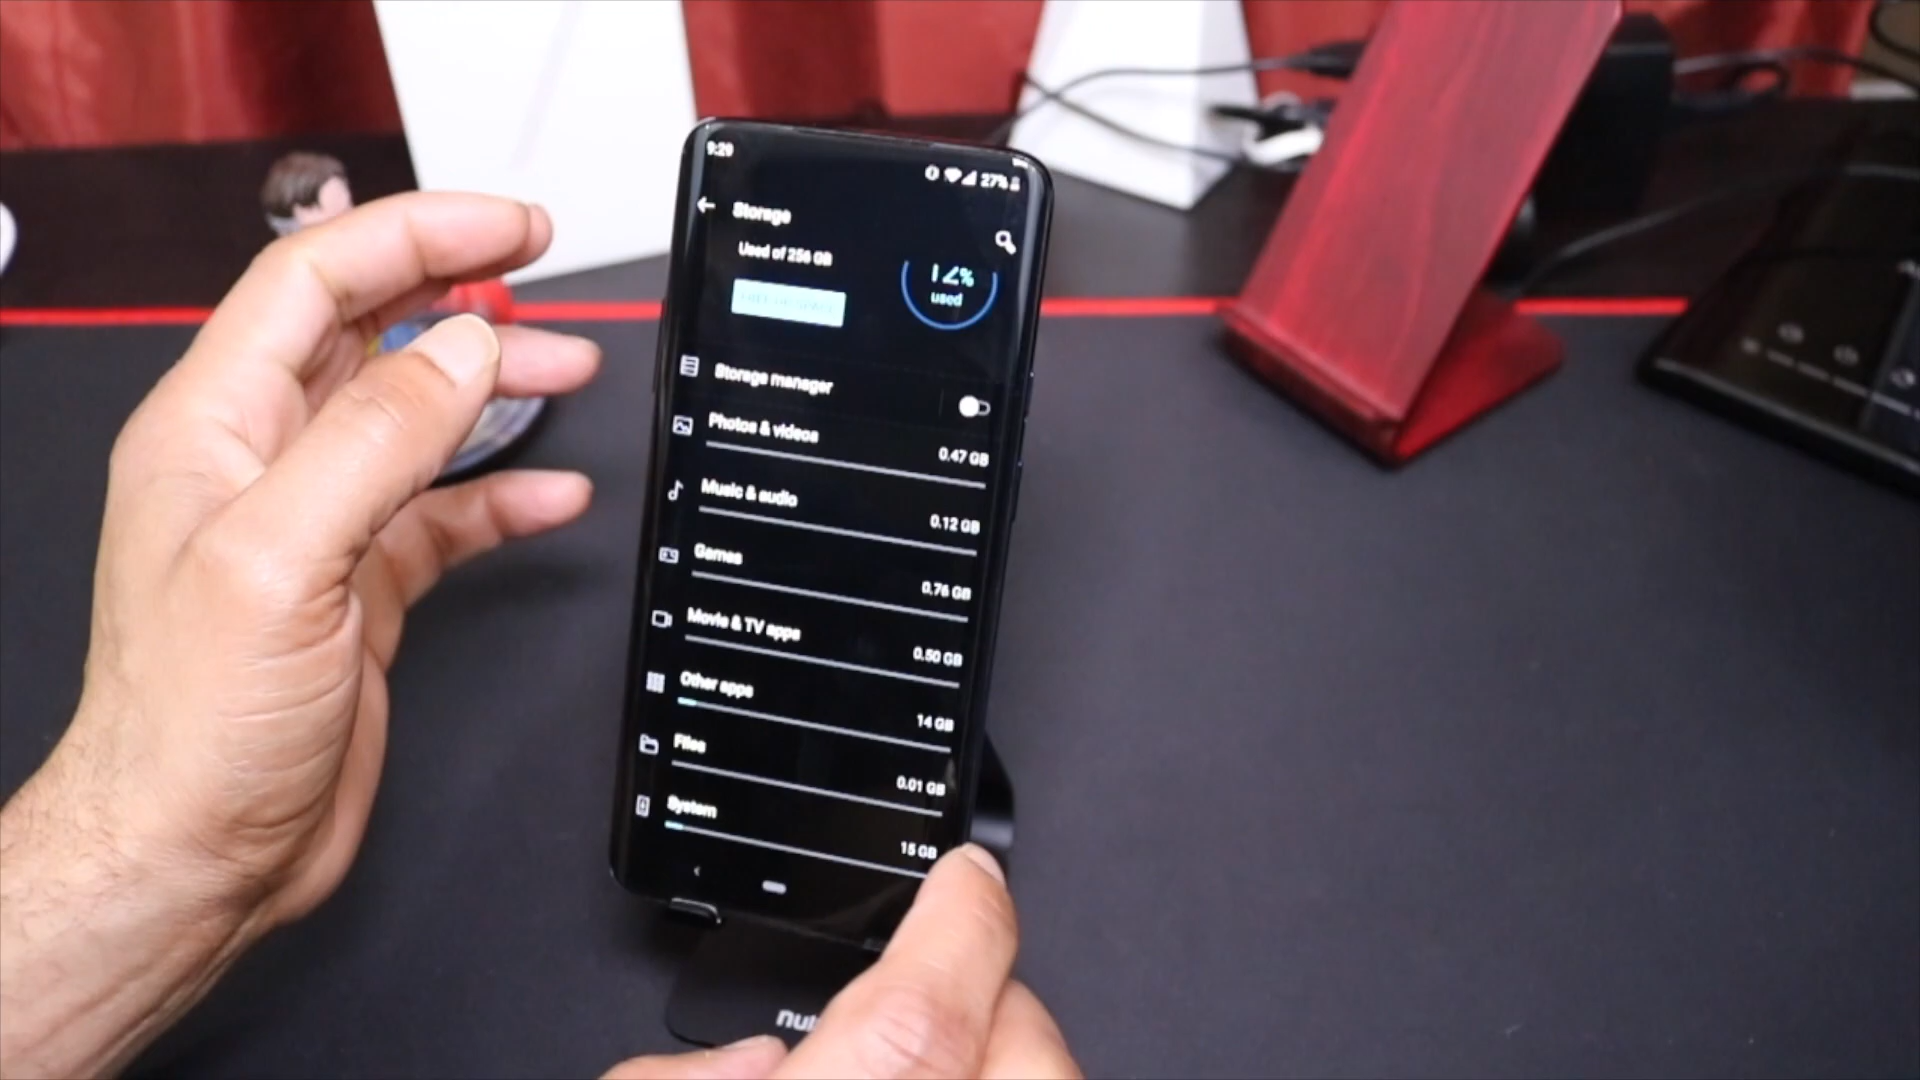 9:29
27%
Storage
Used of 256 GB
12%
used
Storage manager
Photos & videos
0.47 GB
Music & audio
0.12 GB
Games
0.76 GB
Movie & TV apps
0.50 GB
Other apps
14 GB
Files
0.01 GB
System
15 GB
nu